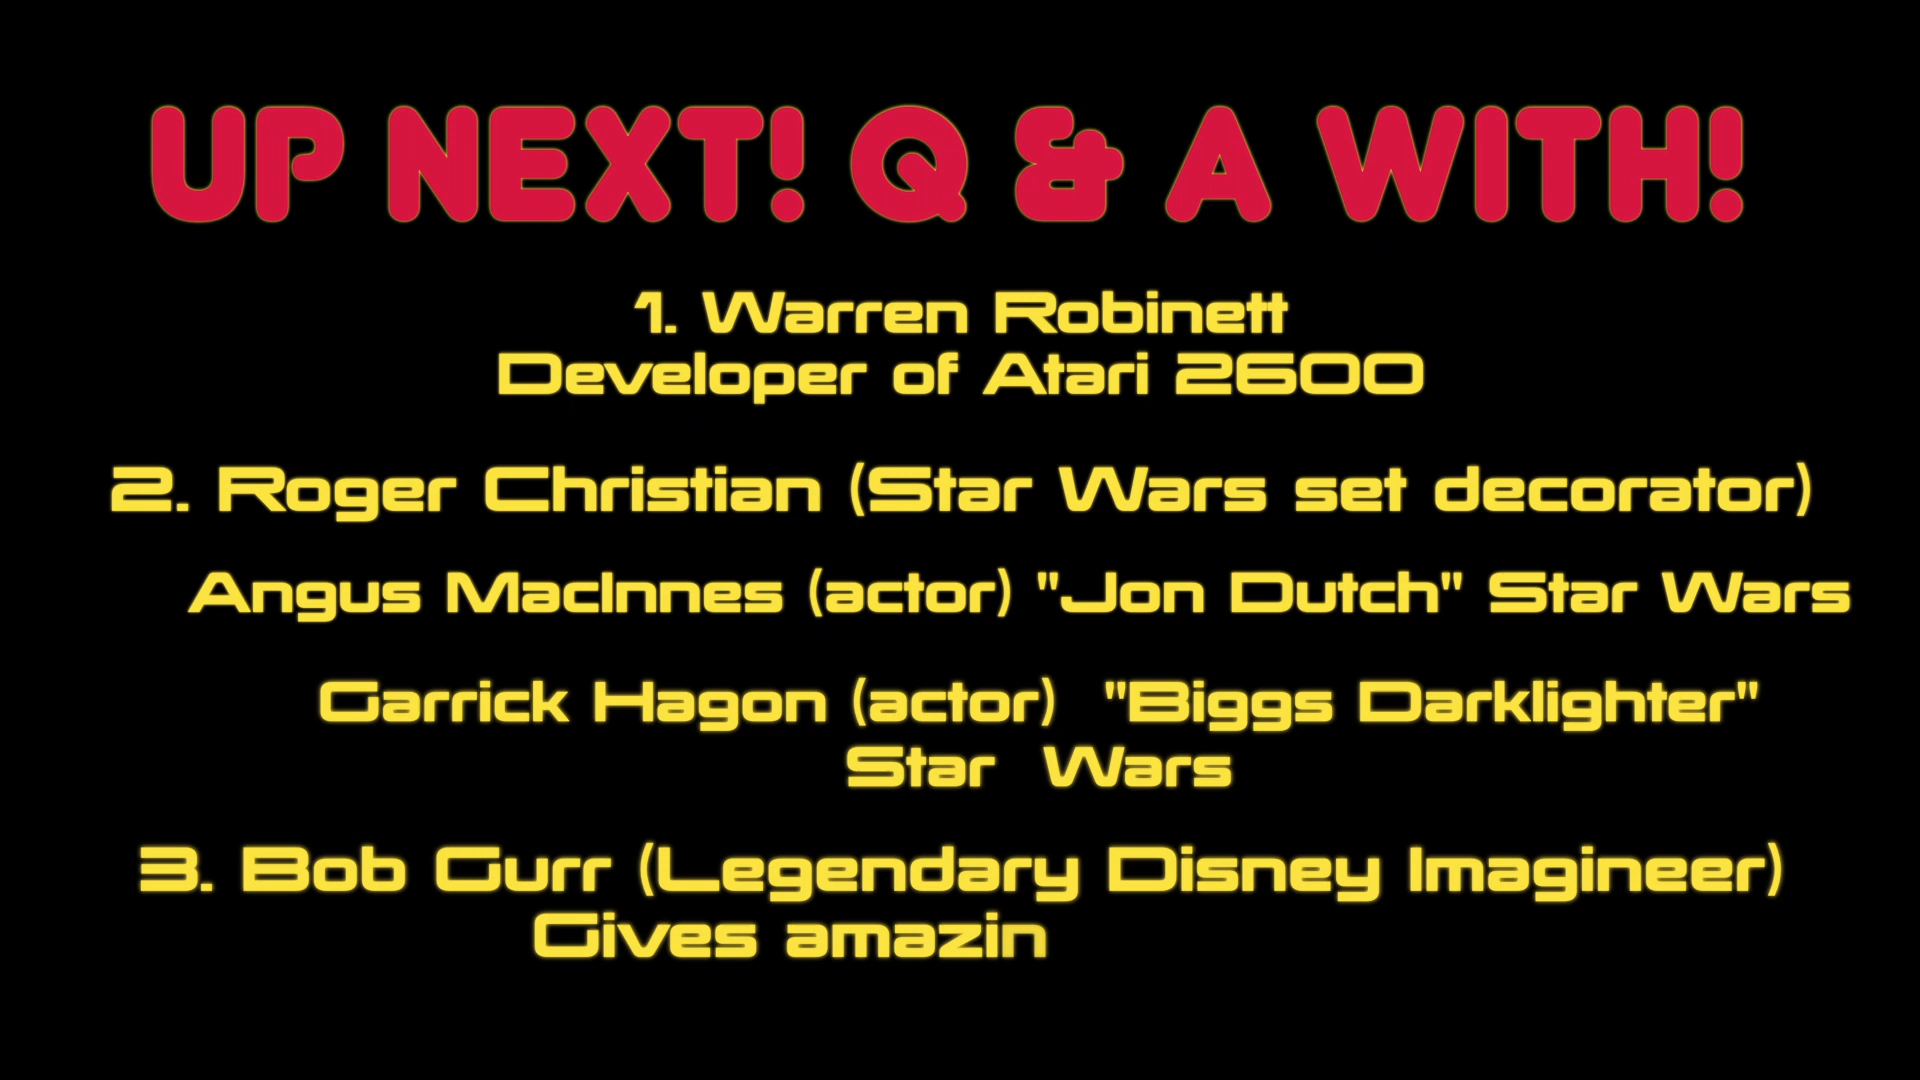 UP NEXT! Q & A WITH!
1. Warren Robinett
Developer of Atari 2600
2. Roger Christian (Star Wars set decorator)
Angus MacInnes (actor) "Jon Dutch" Star Wars
Garrick Hagon (actor) "Biggs Darklighter"
Star Wars
3. Bob Gurr (Legendary Disney Imagineer)
Gives amazin